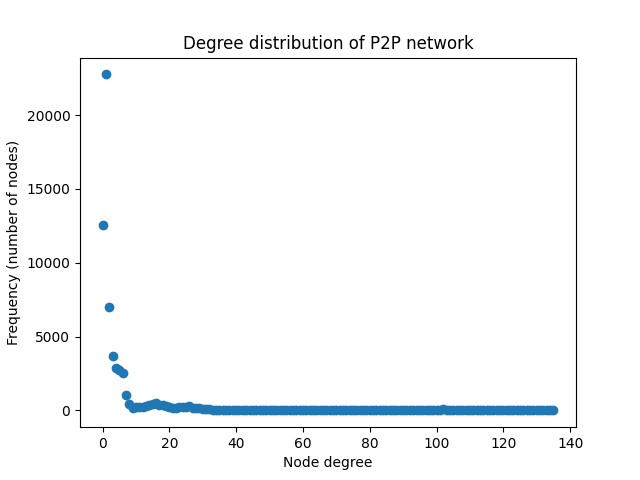 Degree distribution of P2P network
Frequency (number of nodes)
20000
15000
10000
5000
0
0 20 40 60 80 100 120 140
Node degree